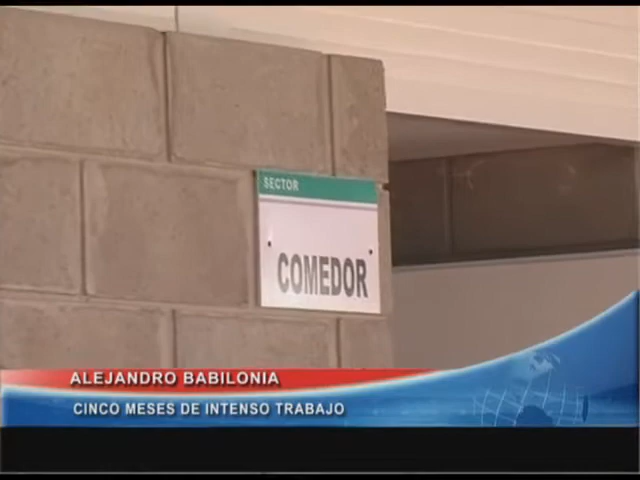 SECTOR
COMEDOR
ALEJANDRO BABILONIA
CINCO MESES DE INTENSO TRABAJO